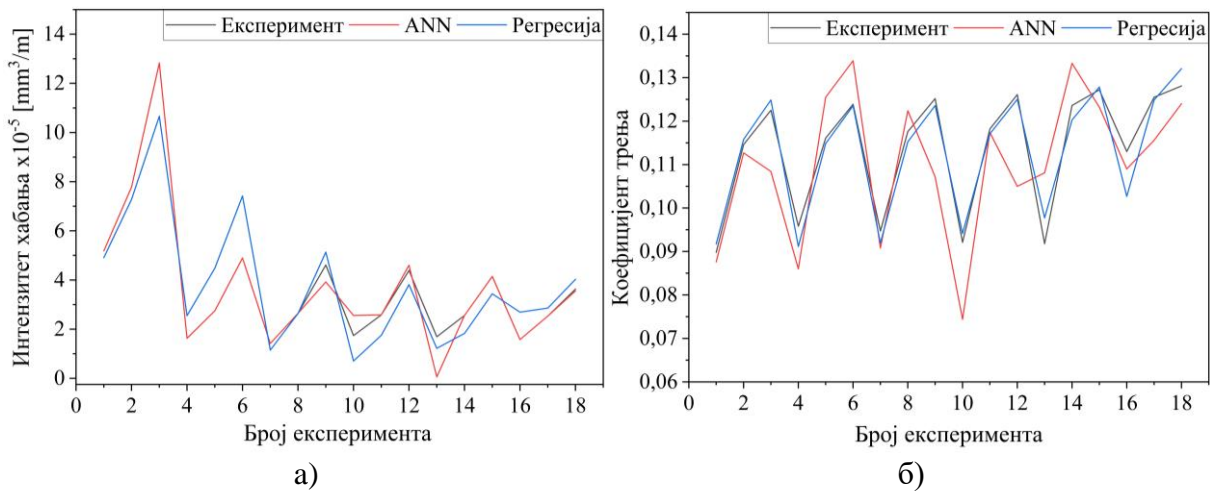 Експеримент ANN Регресија
14
12
10
8
6
4
2
0
Интензитет хабања x10⁻⁵ [mm³/m]
0 2 4 6 8 10 12 14 16 18
Број експеримента
а)
Експеримент ANN Регресија
0,14
0,13
0,12
0,11
0,10
0,09
0,08
0,07
0,06
Коефицијент трења
0 2 4 6 8 10 12 14 16 18
Број експеримента
б)